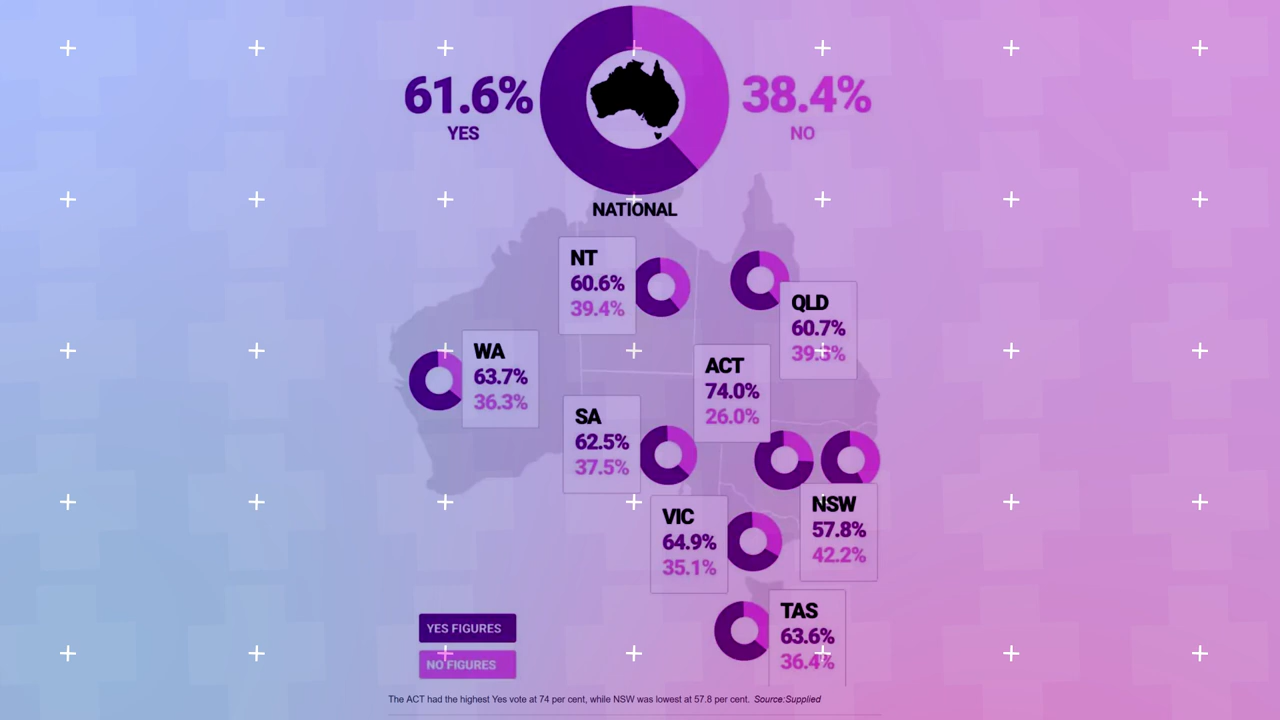 61.6%
YES
38.4%
NO
NATIONAL
NT
60.6%
39.4%
QLD
60.7%
39.3%
WA
63.7%
36.3%
ACT
74.0%
26.0%
SA
62.5%
37.5%
NSW
57.8%
42.2%
VIC
64.9%
35.1%
TAS
63.6%
36.4%
YES FIGURES
NO FIGURES
The ACT had the highest Yes vote at 74 per cent, while NSW was lowest at 57.8 per cent. Source:Supplied